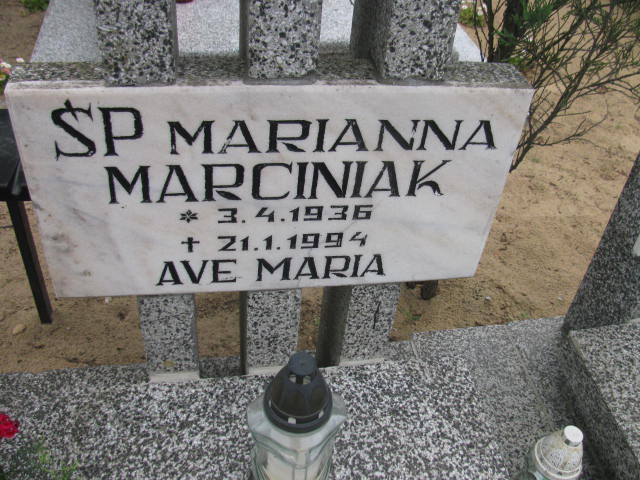 ŚP MARIANNA
MARCINIAK
* 3.4.1936
+ 21.1.1994
AVE MARIA